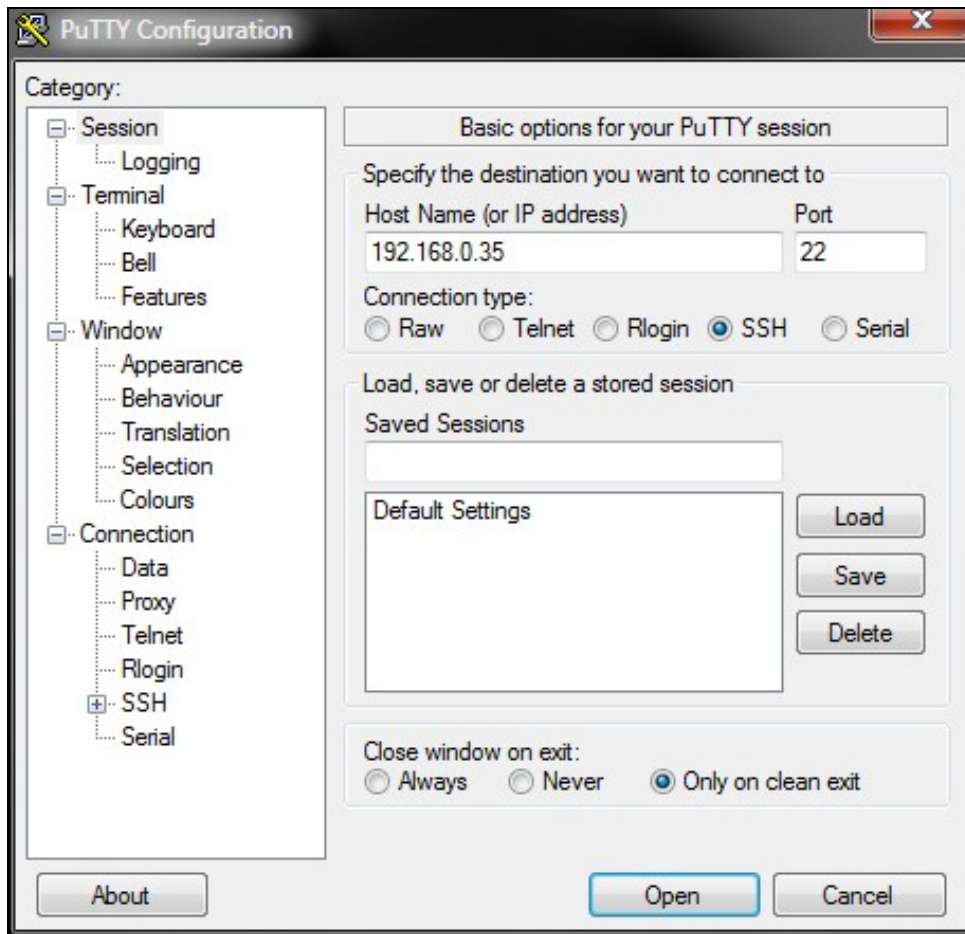 PuTTY Configuration
Category:
Session
Logging
Terminal
Keyboard
Bell
Features
Window
Appearance
Behaviour
Translation
Selection
Colours
Connection
Data
Proxy
Telnet
Rlogin
SSH
Serial
Basic options for your PuTTY session
Specify the destination you want to connect to
Host Name (or IP address) Port
192.168.0.35 22
Connection type:
Raw Telnet Rlogin SSH Serial
Load, save or delete a stored session
Saved Sessions
Default Settings
Load
Save
Delete
Close window on exit:
Always Never Only on clean exit
About Open Cancel